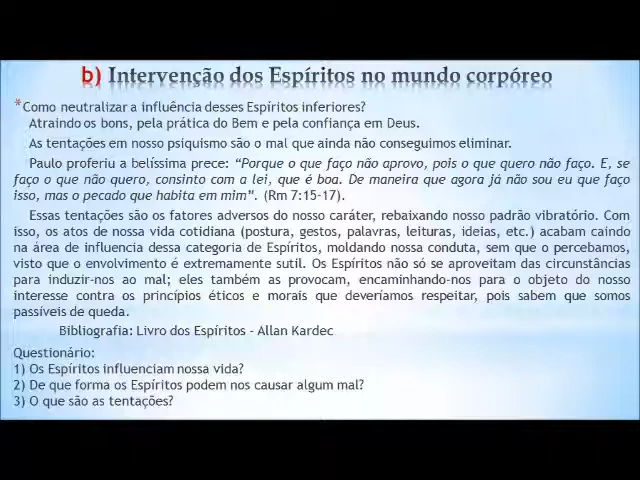 b) Intervenção dos Espíritos no mundo corpóreo
*Como neutralizar a influência desses Espíritos inferiores?
Atraindo os bons, pela prática do Bem e pela confiança em Deus.
As tentações em nosso psiquismo são o mal que ainda não conseguimos eliminar.
Paulo proferiu a belíssima prece: “Porque o que faço não aprovo, pois o que quero não faço. E, se
faço o que não quero, consinto com a lei, que é boa. De maneira que agora já não sou eu que faço
isso, mas o pecado que habita em mim”. (Rm 7:15-17).
Essas tentações são os fatores adversos do nosso caráter, rebaixando nosso padrão vibratório. Com
isso, os atos de nossa vida cotidiana (postura, gestos, palavras, leituras, ideias, etc.) acabam caindo
na área de influencia dessa categoria de Espíritos, moldando nossa conduta, sem que o percebamos,
visto que o envolvimento é extremamente sutil. Os Espíritos não só se aproveitam das circunstâncias
para induzir-nos ao mal; eles também as provocam, encaminhando-nos para o objeto do nosso
interesse contra os princípios éticos e morais que deveríamos respeitar, pois sabem que somos
passíveis de queda.
Bibliografia: Livro dos Espíritos - Allan Kardec
Questionário:
1) Os Espíritos influenciam nossa vida?
2) De que forma os Espíritos podem nos causar algum mal?
3) O que são as tentações?